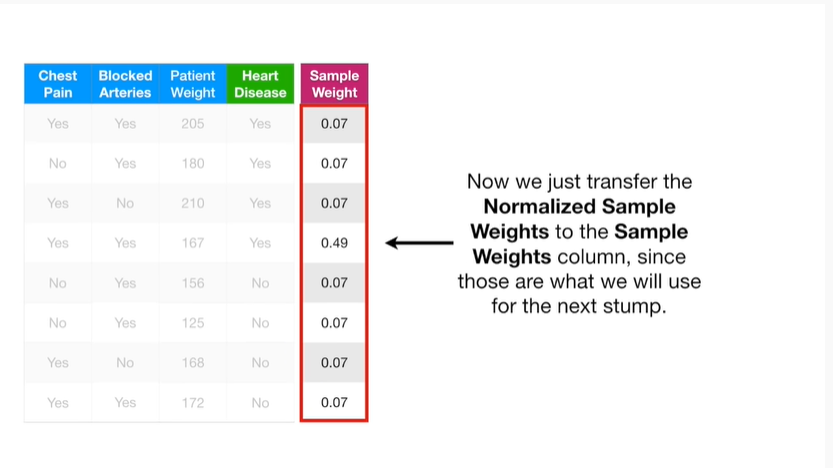 Chest Pain Blocked Arteries Patient Weight Heart Disease Sample Weight
Yes Yes 205 Yes 0.07
No Yes 180 Yes 0.07
Yes No 210 Yes 0.07
Yes Yes 167 Yes 0.49
No Yes 156 No 0.07
No Yes 125 No 0.07
Yes No 168 No 0.07
Yes Yes 172 No 0.07
Now we just transfer the
Normalized Sample
Weights to the Sample
Weights column, since
those are what we will use
for the next stump.